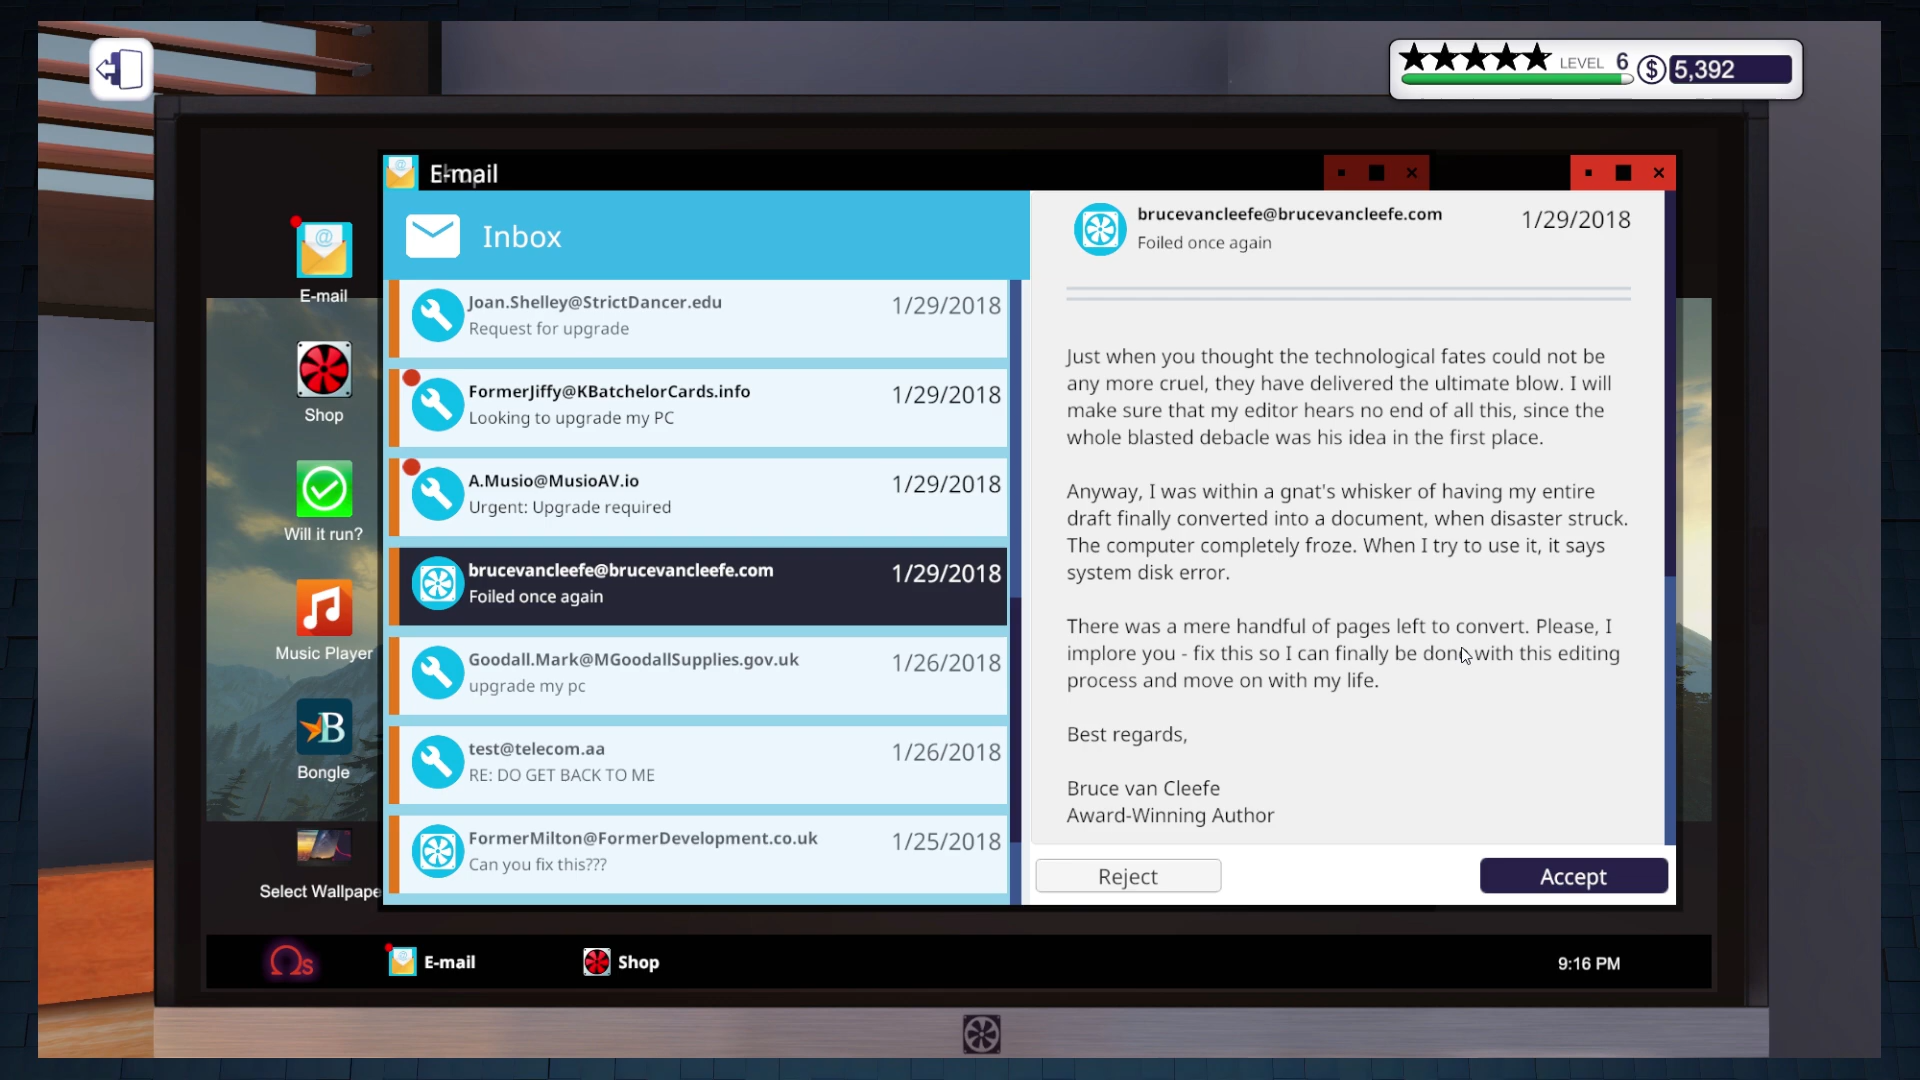 LEVEL 6 $ 5,392
E-mail
E-mail
Shop
Will it run?
Music Player
B
Bongle
Select Wallpape
Inbox
Joan.Shelley@StrictDancer.edu 1/29/2018
Request for upgrade
FormerJiffy@KBatchelorCards.info 1/29/2018
Looking to upgrade my PC
A.Musio@MusioAV.io 1/29/2018
Urgent: Upgrade required
brucevancleefe@brucevancleefe.com 1/29/2018
Foiled once again
Goodall.Mark@MGoodallSupplies.gov.uk 1/26/2018
upgrade my pc
test@telecom.aa 1/26/2018
RE: DO GET BACK TO ME
FormerMilton@FormerDevelopment.co.uk 1/25/2018
Can you fix this???
brucevancleefe@brucevancleefe.com 1/29/2018
Foiled once again
Just when you thought the technological fates could not be
any more cruel, they have delivered the ultimate blow. I will
make sure that my editor hears no end of all this, since the
whole blasted debacle was his idea in the first place.
Anyway, I was within a gnat's whisker of having my entire
draft finally converted into a document, when disaster struck.
The computer completely froze. When I try to use it, it says
system disk error.
There was a mere handful of pages left to convert. Please, I
implore you - fix this so I can finally be done with this editing
process and move on with my life.
Best regards,
Bruce van Cleefe
Award-Winning Author
Reject Accept
Ωs E-mail Shop 9:16 PM